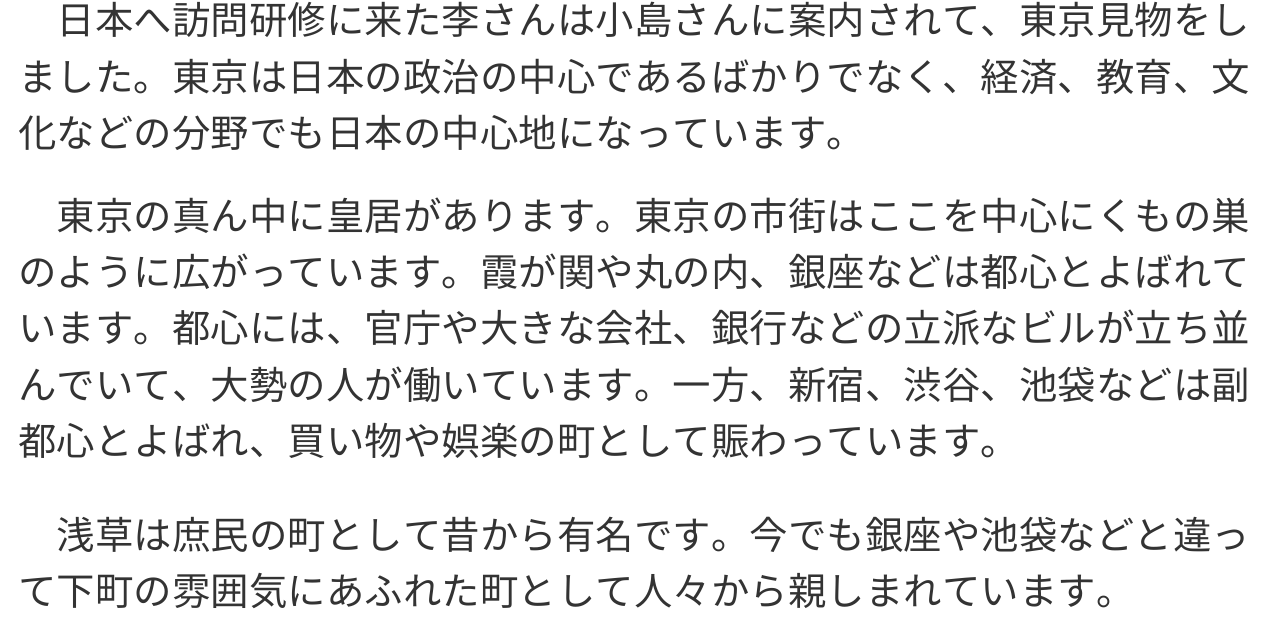 日本へ訪問研修に来た李さんは小島さんに案内されて、東京見物をし
ました。東京は日本の政治の中心であるばかりでなく、経済、教育、文
化などの分野でも日本の中心地になっています。
　東京の真ん中に皇居があります。東京の市街はここを中心にくもの巣
のように広がっています。霞が関や丸の内、銀座などは都心とよばれて
います。都心には、官庁や大きな会社、銀行などの立派なビルが立ち並
んでいて、大勢の人が働いています。一方、新宿、渋谷、池袋などは副
都心とよばれ、買い物や娯楽の町として賑わっています。
　浅草は庶民の町として昔から有名です。今でも銀座や池袋などと違っ
て下町の雰囲気にあふれた町として人々から親しまれています。